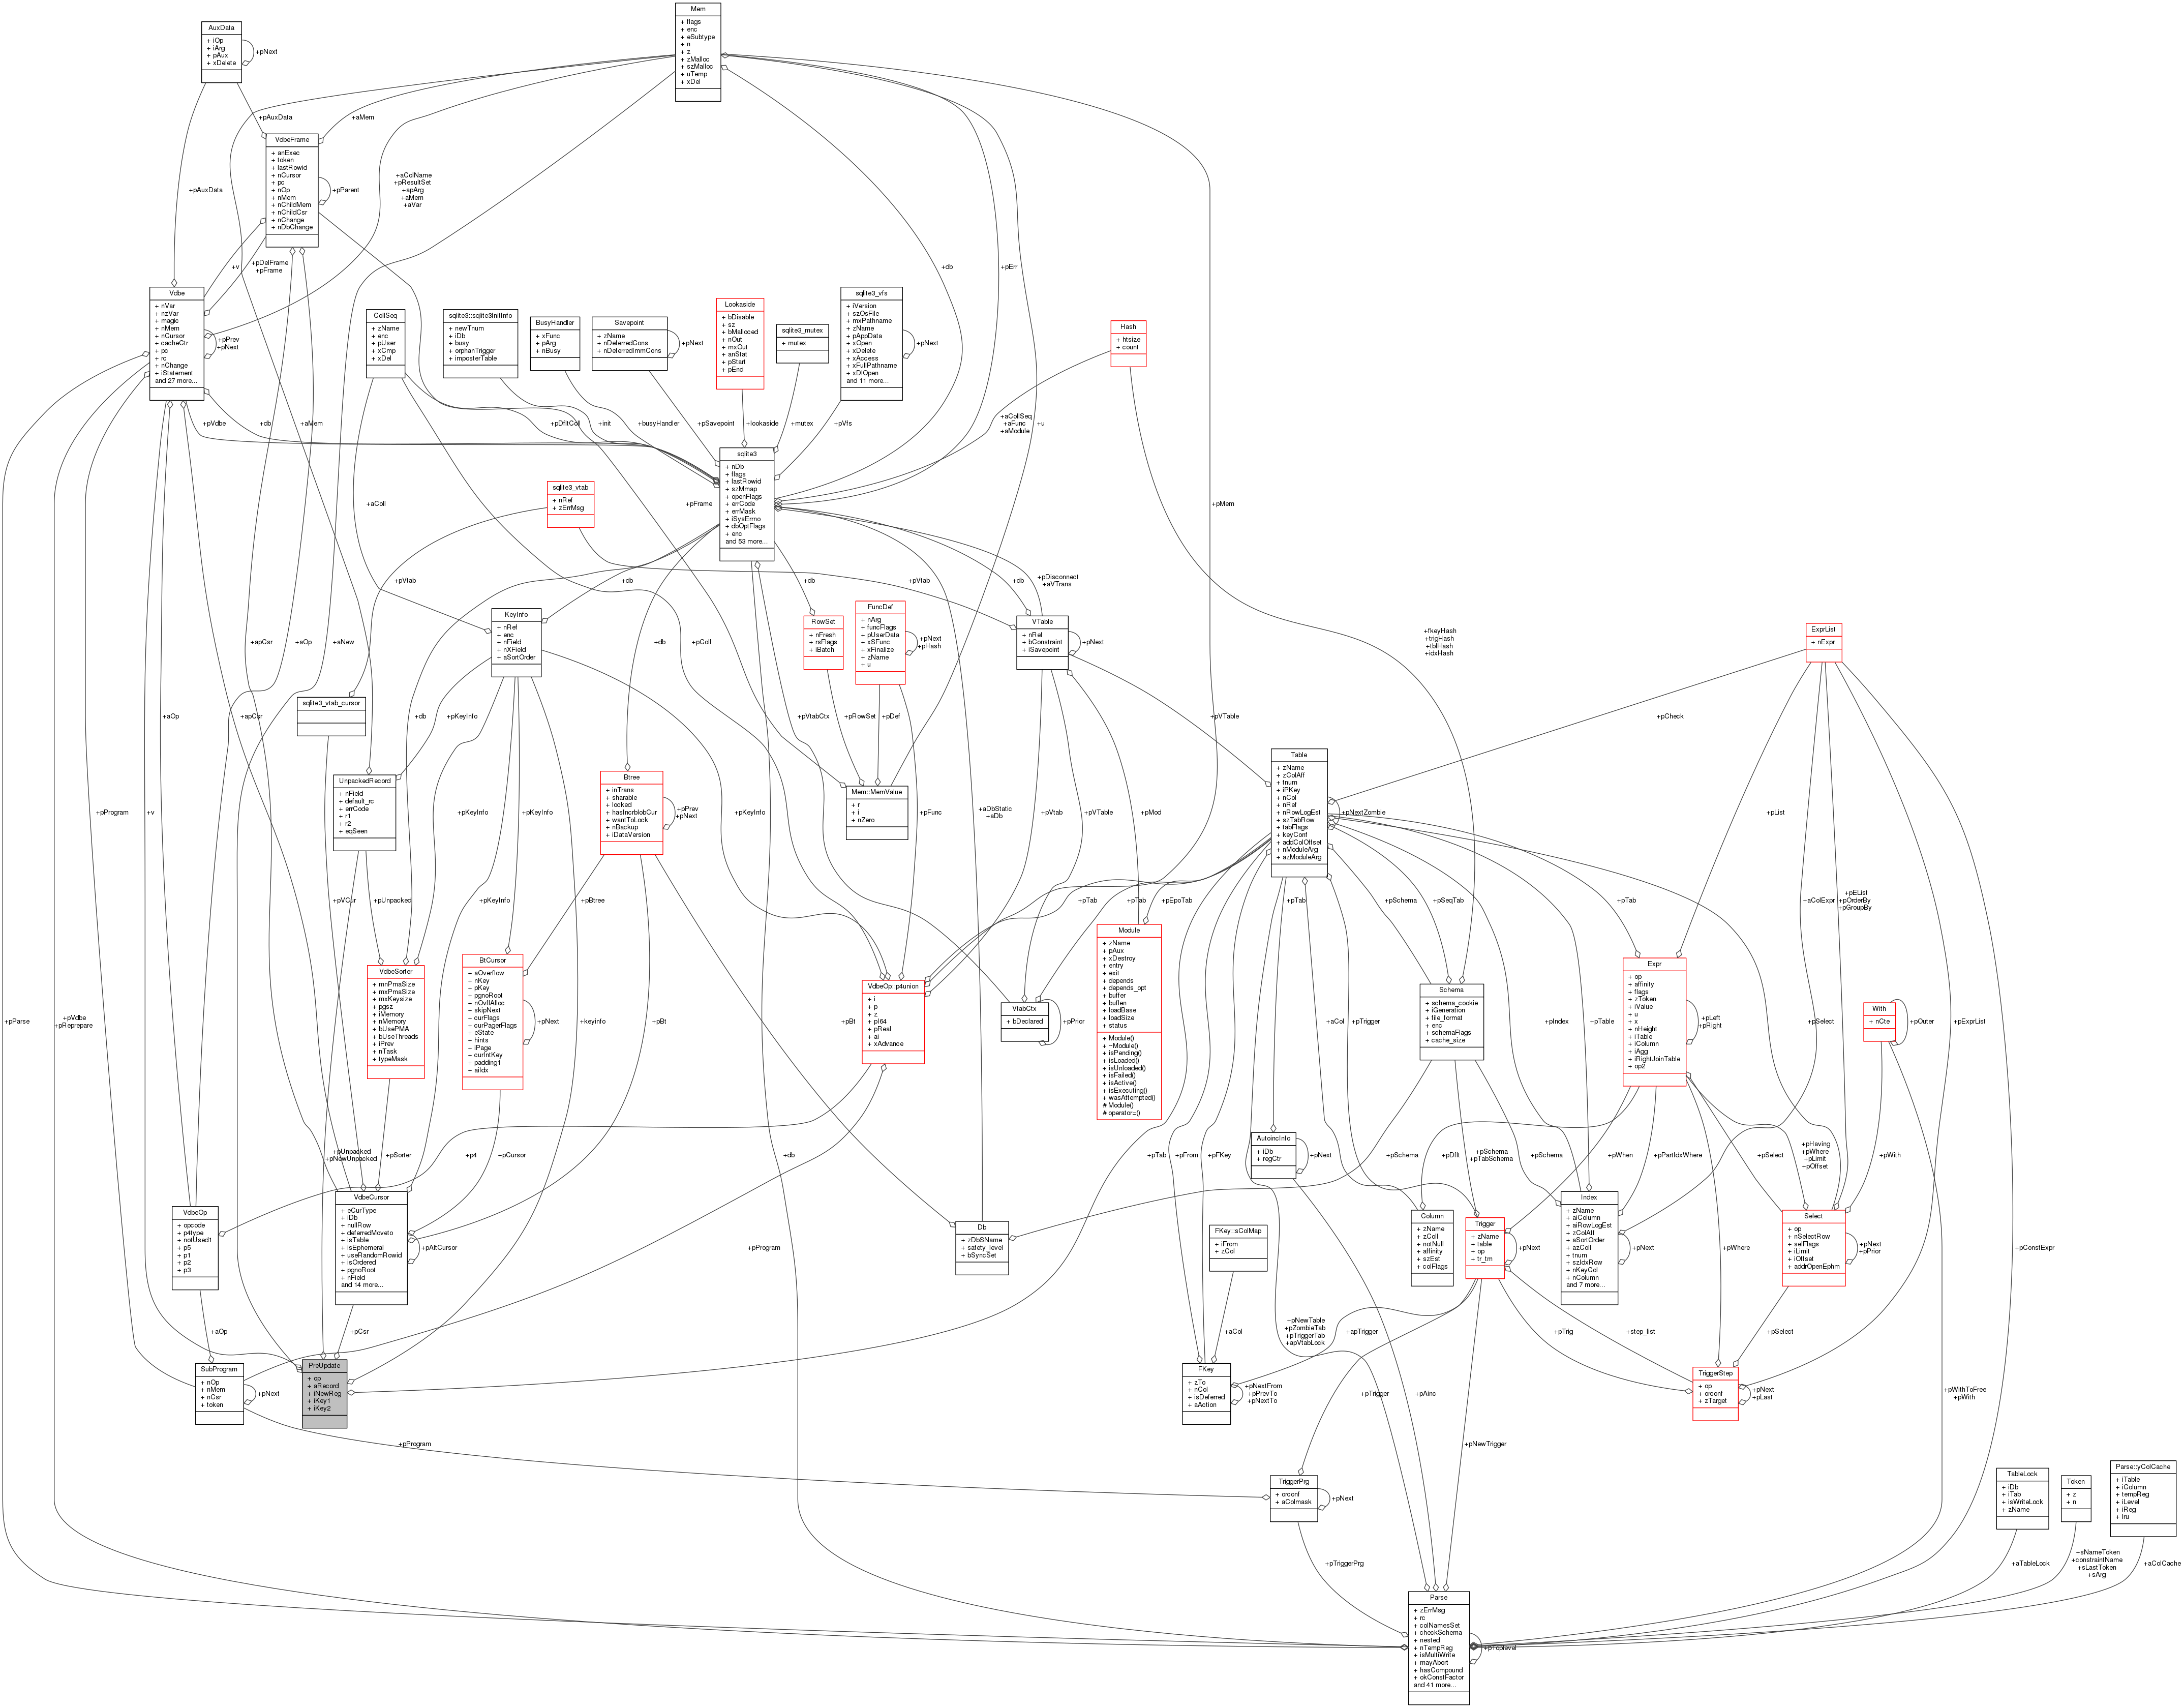 Mem
+ flags
+ enc
+ eSubtype
+ n
+ z
+ zMalloc
+ szMalloc
+ uTemp
+ xDel
AuxData
+ iOp
+ iArg
+ pAux
+ xDelete
+pNext
+pAuxData
+aMem
VdbeFrame
+ anExec
+ token
+ lastRowid
+ nCursor
+ pc
+ nOp
+ nMem
+ nChildMem
+ nChildCsr
+ nChange
+ nDbChange
+pParent
+pAuxData
+aColName
+pResultSet
+apArg
+aMem
+aVar
+v
+pDelFrame
+pFrame
+db
+pErr
Vdbe
+ nVar
+ nzVar
+ magic
+ nMem
+ nCursor
+ cacheCtr
+ pc
+ rc
+ nChange
+ iStatement
and 27 more...
+pPrev
+pNext
CollSeq
+ zName
+ enc
+ pUser
+ xCmp
+ xDel
sqlite3::sqlite3InitInfo
+ newTnum
+ iDb
+ busy
+ orphanTrigger
+ imposterTable
BusyHandler
+ xFunc
+ pArg
+ nBusy
Savepoint
+ zName
+ nDeferredCons
+ nDeferredImmCons
+pNext
Lookaside
+ bDisable
+ sz
+ bMalloced
+ nOut
+ mxOut
+ anStat
+ pStart
+ pEnd
sqlite3_mutex
+ mutex
sqlite3_vfs
+ iVersion
+ szOsFile
+ mxPathname
+ zName
+ pAppData
+ xOpen
+ xDelete
+ xAccess
+ xFullPathname
+ xDlOpen
and 11 more...
+pNext
Hash
+ htsize
+ count
+pVdbe
+db
+aMem
+pDfltColl
+init
+busyHandler
+pSavepoint
+lookaside
+mutex
+pVfs
+aCollSeq
+aFunc
+aModule
+u
sqlite3
+ nDb
+ flags
+ lastRowid
+ szMmap
+ openFlags
+ errCode
+ errMask
+ iSysErrno
+ dbOptFlags
+ enc
and 53 more...
sqlite3_vtab
+ nRef
+ zErrMsg
+aColl
+pFrame
+pMem
+pVtab
+db
+db
+pVtab
+db
+pDisconnect
+aVTrans
KeyInfo
+ nRef
+ enc
+ nField
+ nXField
+ aSortOrder
RowSet
+ nFresh
+ rsFlags
+ iBatch
FuncDef
+ nArg
+ funcFlags
+ pUserData
+ xSFunc
+ xFinalize
+ zName
+ u
+pNext
+pHash
VTable
+ nRef
+ bConstraint
+ iSavepoint
+pNext
+fkeyHash
+trigHash
+tblHash
+idxHash
ExprList
+ nExpr
+apCsr
+aOp
+aNew
+db
+pColl
sqlite3_vtab_cursor
+aOp
+apCsr
+db
+pKeyInfo
+pVtabCtx
+pRowSet
+pDef
+pVTable
+pCheck
Table
+ zName
+ zColAff
+ tnum
+ iPKey
+ nCol
+ nRef
+ nRowLogEst
+ szTabRow
+ tabFlags
+ keyConf
+ addColOffset
+ nModuleArg
+ azModuleArg
+pNextZombie
UnpackedRecord
+ nField
+ default_rc
+ errCode
+ r1
+ r2
+ eqSeen
Btree
+ inTrans
+ sharable
+ locked
+ hasIncrblobCur
+ wantToLock
+ nBackup
+ iDataVersion
+pPrev
+pNext
Mem::MemValue
+ r
+ i
+ nZero
+pProgram
+v
+pKeyInfo
+pKeyInfo
+pKeyInfo
+pFunc
+aDbStatic
+aDb
+pVtab
+pVTable
+pMod
+pList
+pVCur
+pUnpacked
+pKeyInfo
+pBtree
+pTab
+pTab
+pEpoTab
+pTab
+pSchema
+pSeqTab
+pTab
+aColExpr
+pEList
+pOrderBy
+pGroupBy
VdbeSorter
+ mnPmaSize
+ mxPmaSize
+ mxKeysize
+ pgsz
+ iMemory
+ nMemory
+ bUsePMA
+ bUseThreads
+ iPrev
+ nTask
+ typeMask
BtCursor
+ aOverflow
+ nKey
+ pKey
+ pgnoRoot
+ nOvflAlloc
+ skipNext
+ curFlags
+ curPagerFlags
+ eState
+ hints
+ iPage
+ curIntKey
+ padding1
+ aiIdx
+pNext
VdbeOp::p4union
+ i
+ p
+ z
+ pI64
+ pReal
+ ai
+ xAdvance
VtabCtx
+ bDeclared
+pPrior
Module
+ zName
+ pAux
+ xDestroy
+ entry
+ exit
+ depends
+ depends_opt
+ buffer
+ buflen
+ loadBase
+ loadSize
+ status
+ Module()
+ ~Module()
+ isPending()
+ isLoaded()
+ isUnloaded()
+ isFailed()
+ isActive()
+ isExecuting()
+ wasAttempted()
# Module()
# operator=()
Schema
+ schema_cookie
+ iGeneration
+ file_format
+ enc
+ schemaFlags
+ cache_size
Expr
+ op
+ affinity
+ flags
+ zToken
+ iValue
+ u
+ x
+ nHeight
+ iTable
+ iColumn
+ iAgg
+ iRightJoinTable
+ op2
+pLeft
+pRight
With
+ nCte
+pOuter
+pParse
+pVdbe
+pReprepare
+keyinfo
+pBt
+pBt
+aCol
+pTrigger
+pIndex
+pTable
+pSelect
+pExprList
+pUnpacked
+pNewUnpacked
+pSorter
+pCursor
+p4
+db
+pTab
+pFrom
+pFKey
+pSchema
AutoincInfo
+ iDb
+ regCtr
+pNext
+pDflt
+pSchema
+pTabSchema
+pSchema
+pWhen
+pPartIdxWhere
+pSelect
+pHaving
+pWhere
+pLimit
+pOffset
+pWith
VdbeOp
+ opcode
+ p4type
+ notUsed1
+ p5
+ p1
+ p2
+ p3
VdbeCursor
+ eCurType
+ iDb
+ nullRow
+ deferredMoveto
+ isTable
+ isEphemeral
+ useRandomRowid
+ isOrdered
+ pgnoRoot
+ nField
and 14 more...
+pAltCursor
+pProgram
Db
+ zDbSName
+ safety_level
+ bSyncSet
FKey::sColMap
+ iFrom
+ zCol
Column
+ zName
+ zColl
+ notNull
+ affinity
+ szEst
+ colFlags
Trigger
+ zName
+ table
+ op
+ tr_tm
+pNext
Index
+ zName
+ aiColumn
+ aiRowLogEst
+ zColAff
+ aSortOrder
+ azColl
+ tnum
+ szIdxRow
+ nKeyCol
+ nColumn
and 7 more...
+pNext
+pWhere
Select
+ op
+ nSelectRow
+ selFlags
+ iLimit
+ iOffset
+ addrOpenEphm
+pNext
+pPrior
+pConstExpr
+aOp
+pCsr
+aCol
+pNewTable
+pZombieTab
+pTriggerTab
+apVtabLock
+apTrigger
+pTrig
+step_list
+pSelect
SubProgram
+ nOp
+ nMem
+ nCsr
+ token
+pNext
PreUpdate
+ op
+ aRecord
+ iNewReg
+ iKey1
+ iKey2
FKey
+ zTo
+ nCol
+ isDeferred
+ aAction
+pNextFrom
+pPrevTo
+pNextTo
+pTrigger
+pAinc
TriggerStep
+ op
+ orconf
+ zTarget
+pNext
+pLast
+pWithToFree
+pWith
+pProgram
+pNewTrigger
TriggerPrg
+ orconf
+ aColmask
+pNext
TableLock
+ iDb
+ iTab
+ isWriteLock
+ zName
Token
+ z
+ n
Parse::yColCache
+ iTable
+ iColumn
+ tempReg
+ iLevel
+ iReg
+ lru
+pTriggerPrg
+aTableLock
+sNameToken
+constraintName
+sLastToken
+sArg
+aColCache
Parse
+ zErrMsg
+ rc
+ colNamesSet
+ checkSchema
+ nested
+ nTempReg
+ isMultiWrite
+ mayAbort
+ hasCompound
+ okConstFactor
and 41 more...
+pToplevel